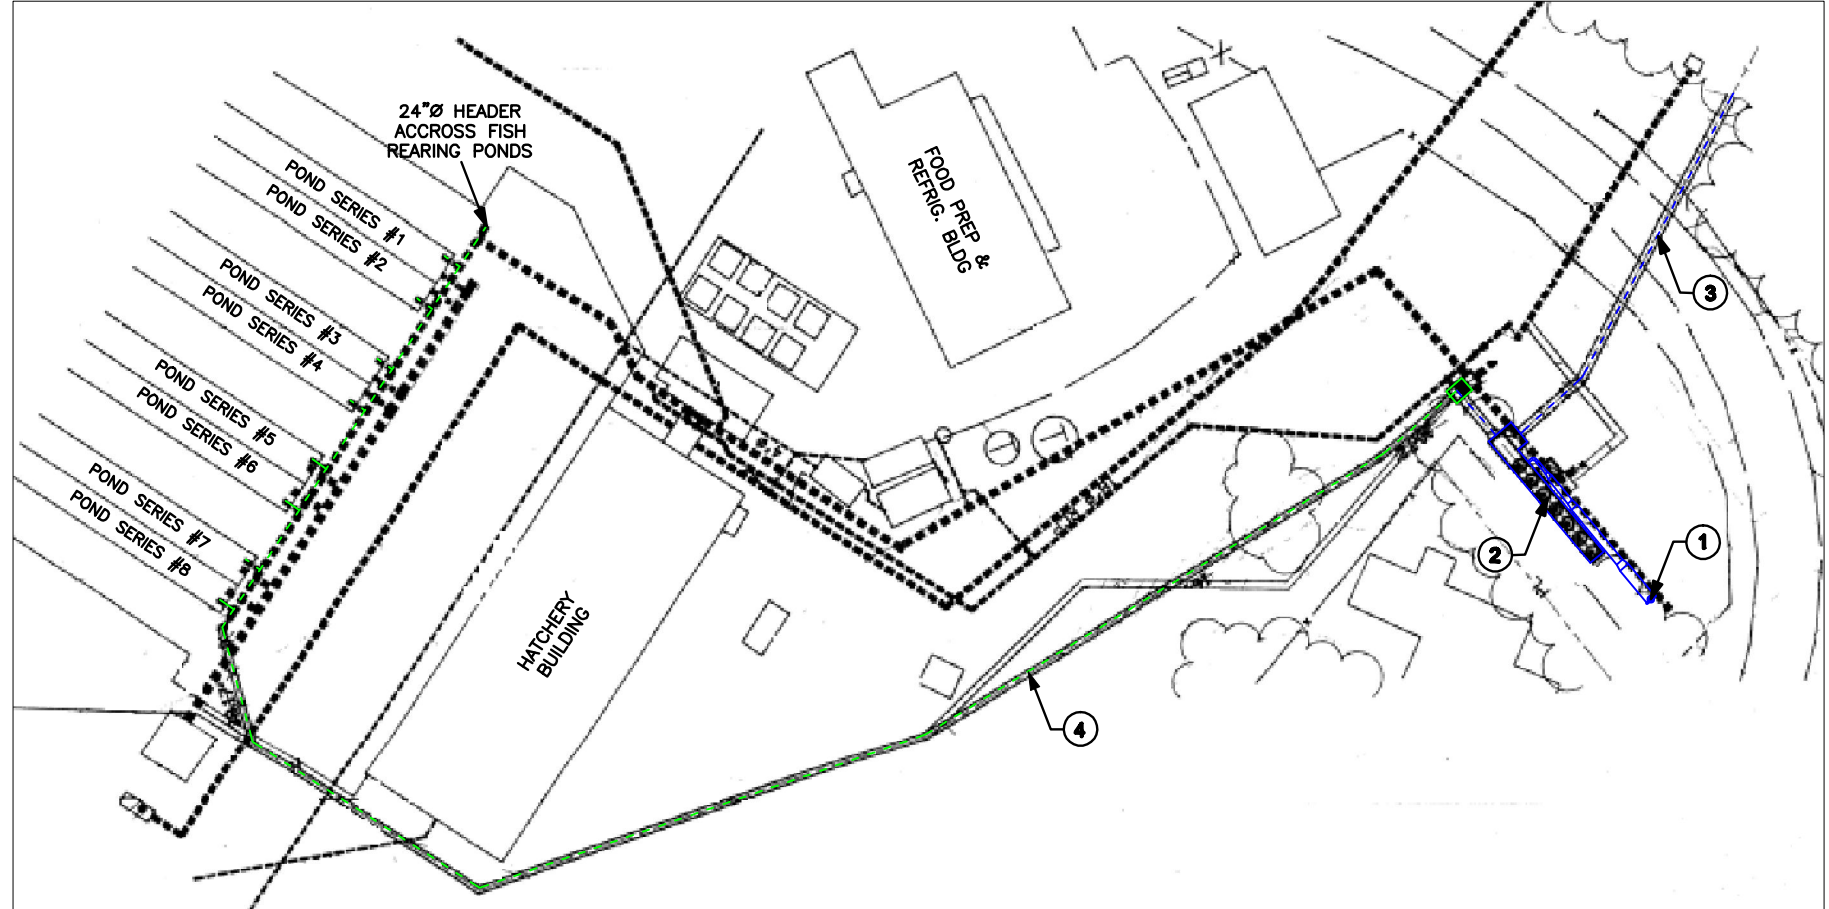 24"Ø HEADER
ACCROSS FISH
REARING PONDS
POND SERIES #1
POND SERIES #2
POND SERIES #3
POND SERIES #4
POND SERIES #5
POND SERIES #6
POND SERIES #7
POND SERIES #8
FOOD PREP &
REFRIG. BLDG
HATCHERY
BUILDING
3
1
2
4